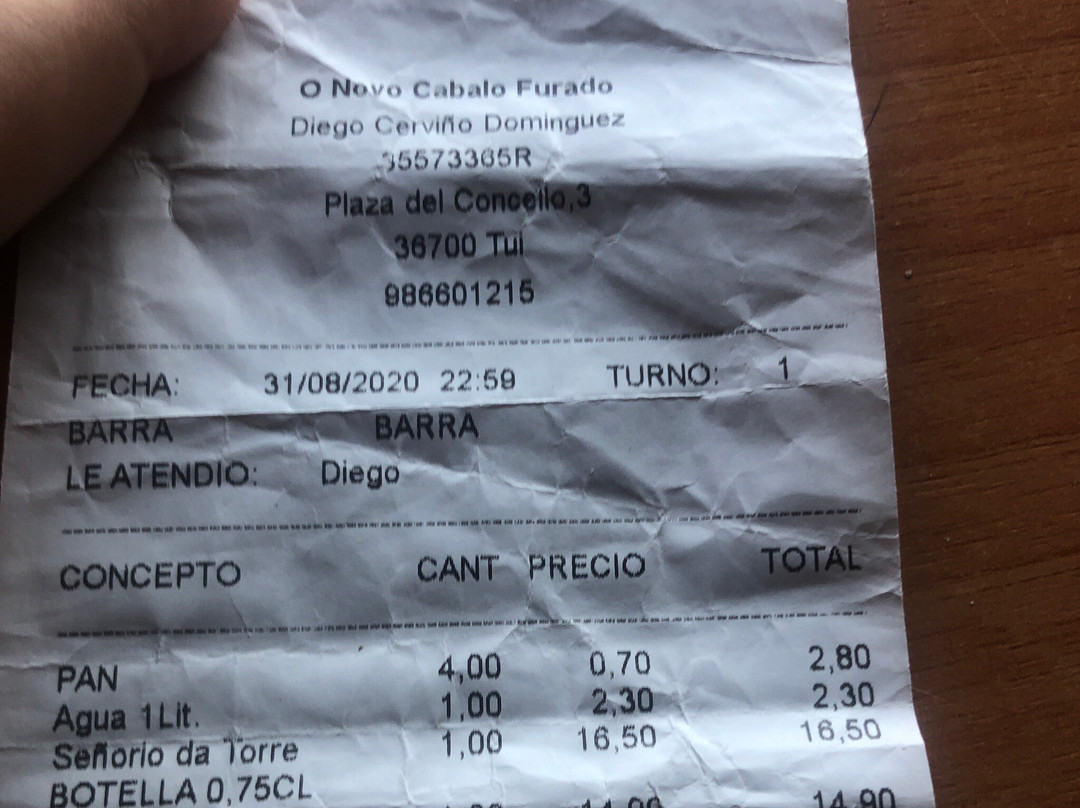 O Novo Cabalo Furado
Diego Cerviño Dominguez
35573365R
Plaza del Concello,3
36700 Tui
986601215
FECHA: 31/08/2020 22:59 TURNO: 1
BARRA BARRA
LE ATENDIO: Diego
CONCEPTO CANT PRECIO TOTAL
PAN 4,00 0,70 2,80
Agua 1Lit. 1,00 2,30 2,30
Señorio da Torre 1,00 16,50 16,50
BOTELLA 0,75CL
14,90